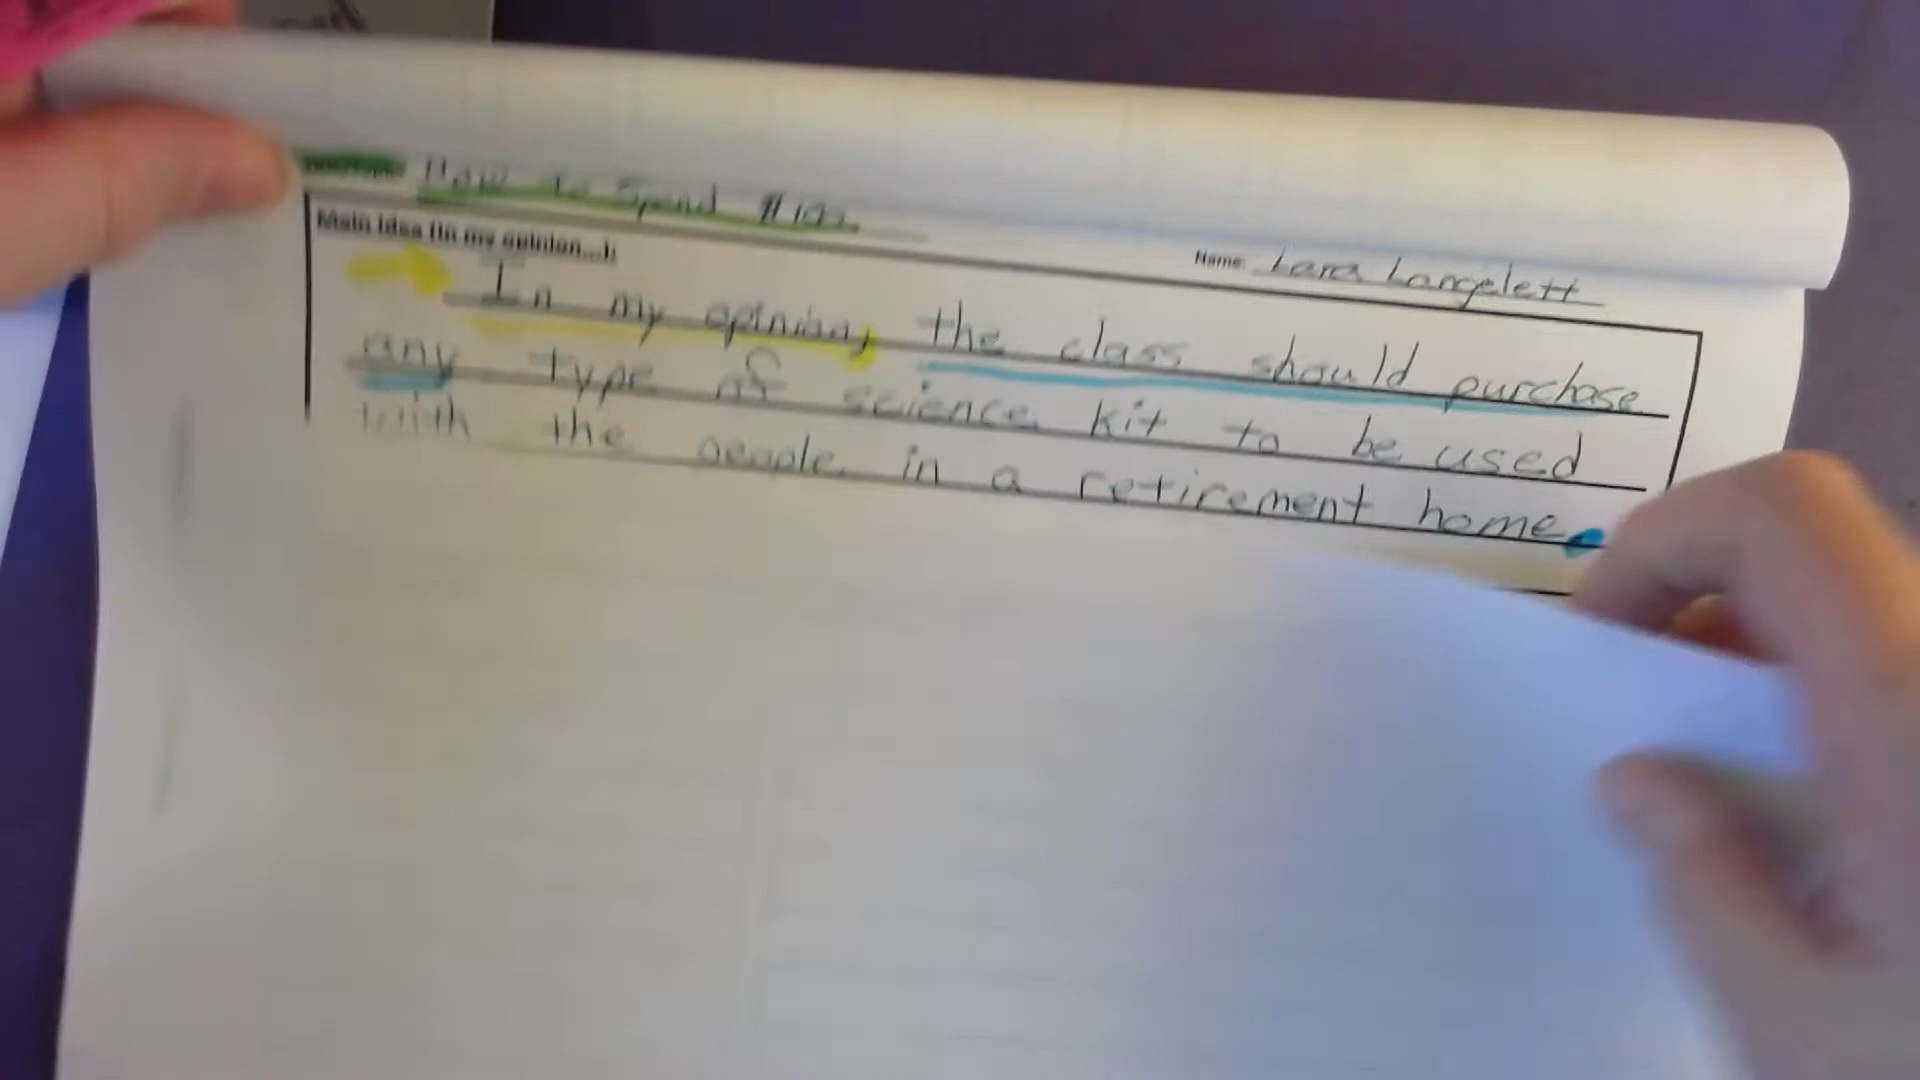 How to Spend
Name: Lara Langelett
Main Idea (In my opinion...):
In my opinion, the class should purchase
any type of science kit to be used
with the people in a retirement home.